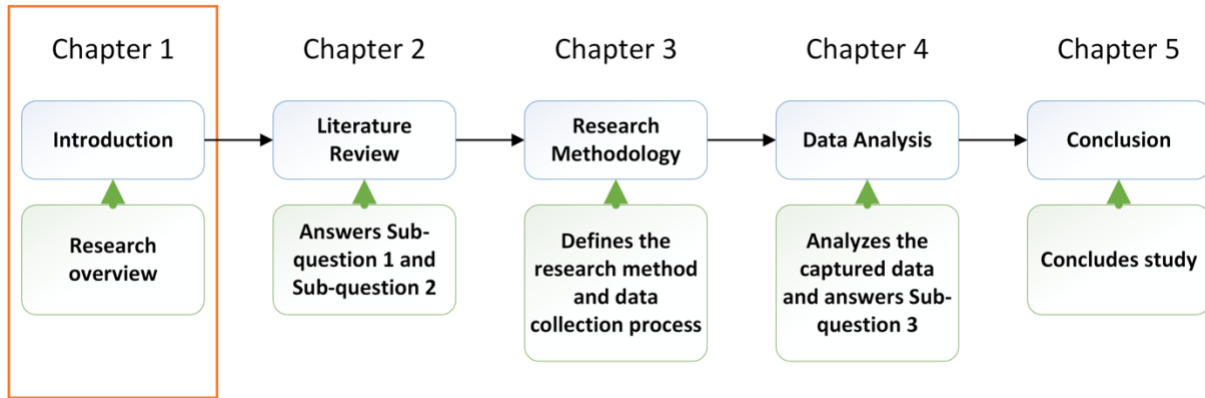 Chapter 1
Chapter 2
Chapter 3
Chapter 4
Chapter 5
Introduction
Literature
Review
Research
Methodology
Data Analysis
Conclusion
Research
overview
Answers Sub-
question 1 and
Sub-question 2
Defines the
research method
and data
collection process
Analyzes the
captured data
and answers Sub-
question 3
Concludes study